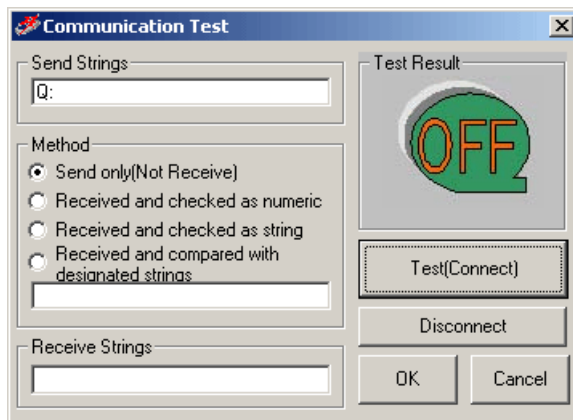 Communication Test
Send Strings
Q:
Method
Send only(Not Receive)
Received and checked as numeric
Received and checked as string
Received and compared with
designated strings
Receive Strings
Test Result
OFF
Test(Connect)
Disconnect
OK
Cancel